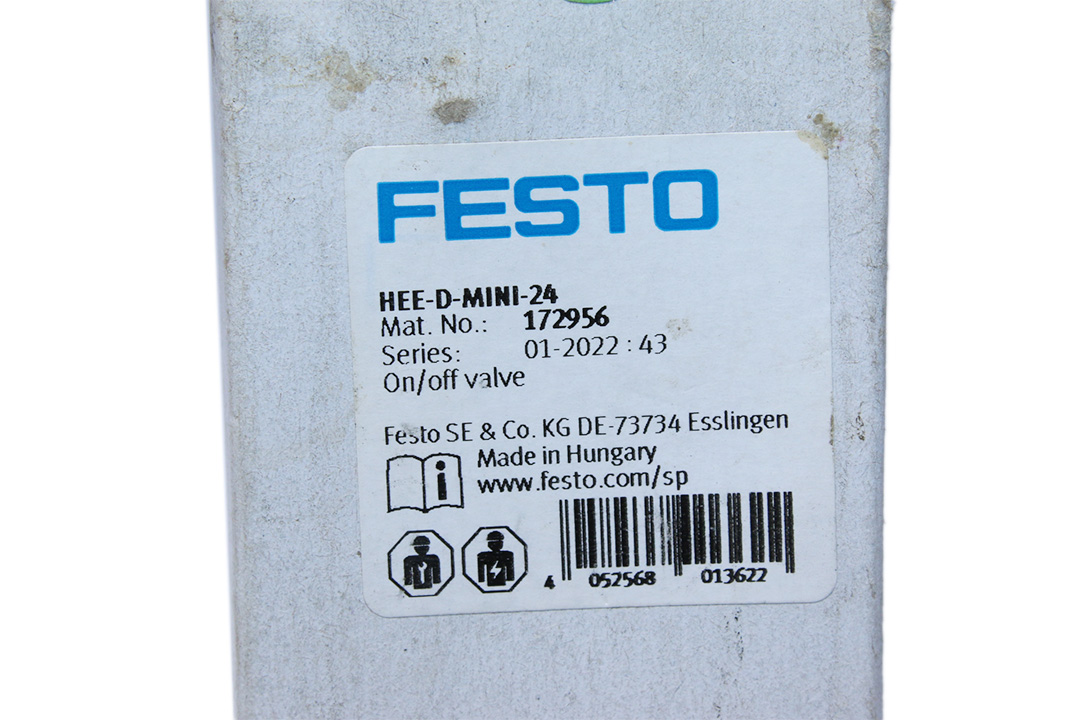 FESTO
HEE-D-MINI-24
Mat. No.: 172956
Series: 01-2022 : 43
On/off valve
Festo SE & Co. KG DE-73734 Esslingen
Made in Hungary
www.festo.com/sp
4 052568 013622